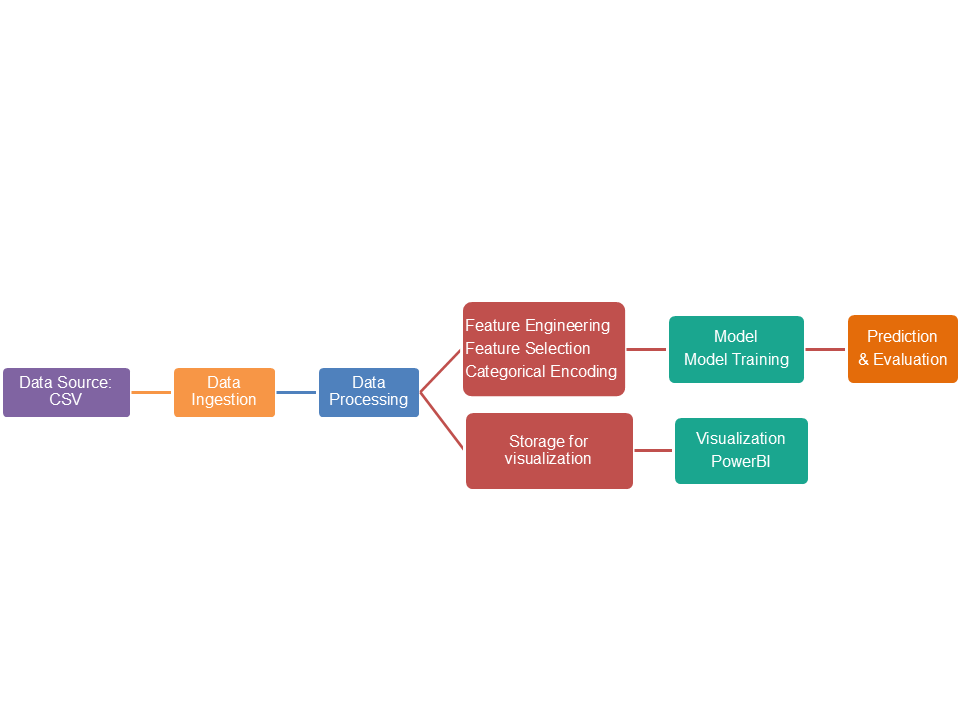 Data Source:
CSV
Data
Ingestion
Data
Processing
Feature Engineering
Feature Selection
Categorical Encoding
Model
Model Training
Prediction
& Evaluation
Storage for
visualization
Visualization
PowerBI